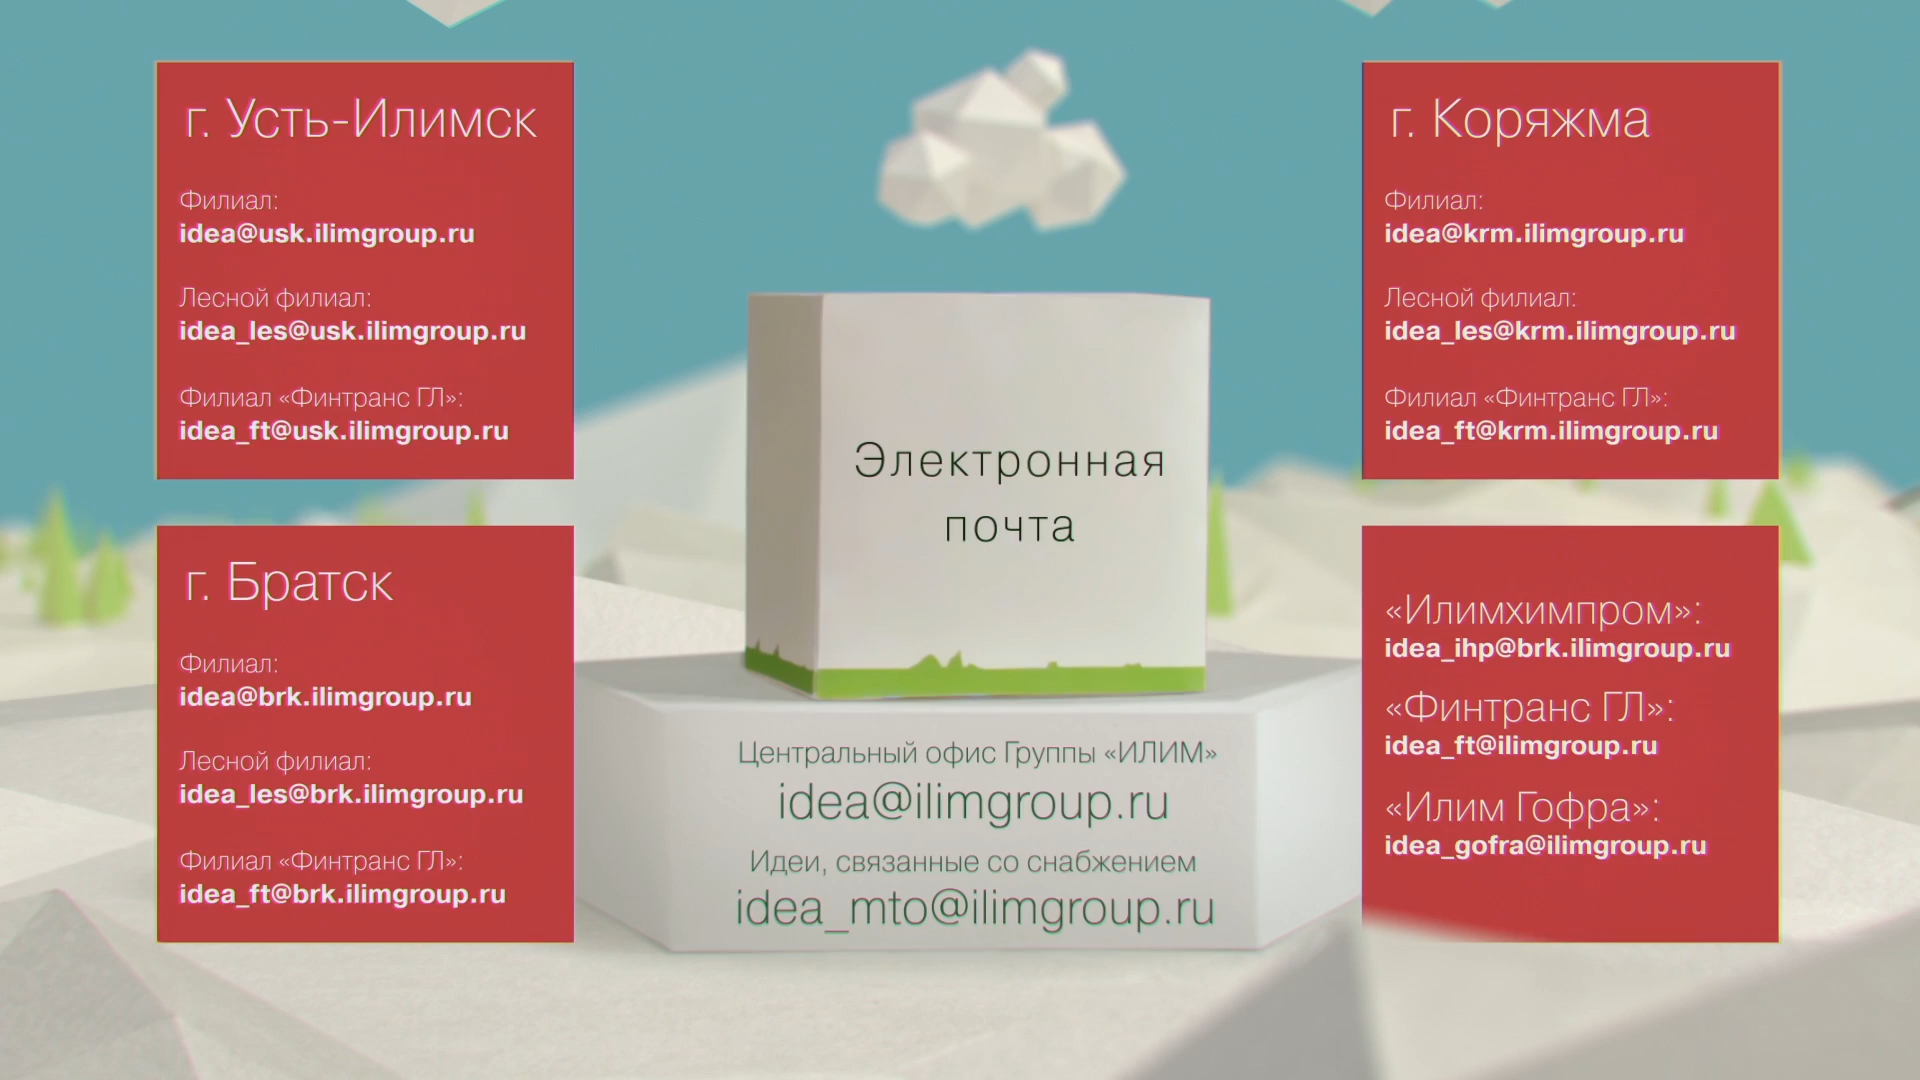 г. Усть-Илимск
Филиал:
idea@usk.ilimgroup.ru
Лесной филиал:
idea_les@usk.ilimgroup.ru
Филиал «Финтранс ГЛ»:
idea_ft@usk.ilimgroup.ru
г. Братск
Филиал:
idea@brk.ilimgroup.ru
Лесной филиал:
idea_les@brk.ilimgroup.ru
Филиал «Финтранс ГЛ»:
idea_ft@brk.ilimgroup.ru
Электронная
почта
Центральный офис Группы «ИЛИМ»
idea@ilimgroup.ru
Идеи, связанные со снабжением
idea_mto@ilimgroup.ru
г. Коряжма
Филиал:
idea@krm.ilimgroup.ru
Лесной филиал:
idea_les@krm.ilimgroup.ru
Филиал «Финтранс ГЛ»:
idea_ft@krm.ilimgroup.ru
«Илимхимпром»:
idea_ihp@brk.ilimgroup.ru
«Финтранс ГЛ»:
idea_ft@ilimgroup.ru
«Илим Гофра»:
idea_gofra@ilimgroup.ru